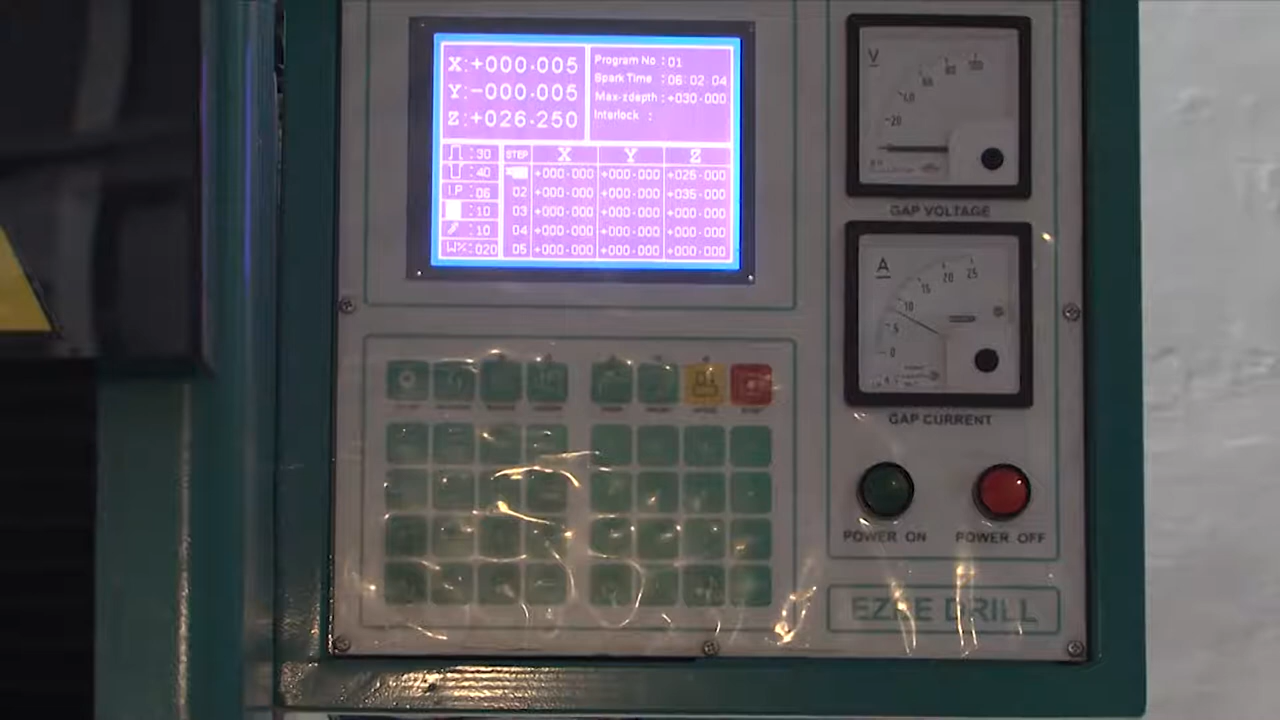 X:+000.005
Y:-000.005
Z:+026.250
Program No :01
Spark Time :06:02:04
Max-zdepth :+030.000
Interlock :
:30 STEP X Y Z
:40 +000.000 +000.000 +026.000
I.P :06 02 +000.000 +000.000 +035.000
:10 03 +000.000 +000.000 +000.000
:10 04 +000.000 +000.000 +000.000
:020 05 +000.000 +000.000 +000.000
V
20 40 60 80 100
GAP VOLTAGE
A
0 5 10 15 20 25
GAP CURRENT
POWER ON
POWER OFF
DRILL